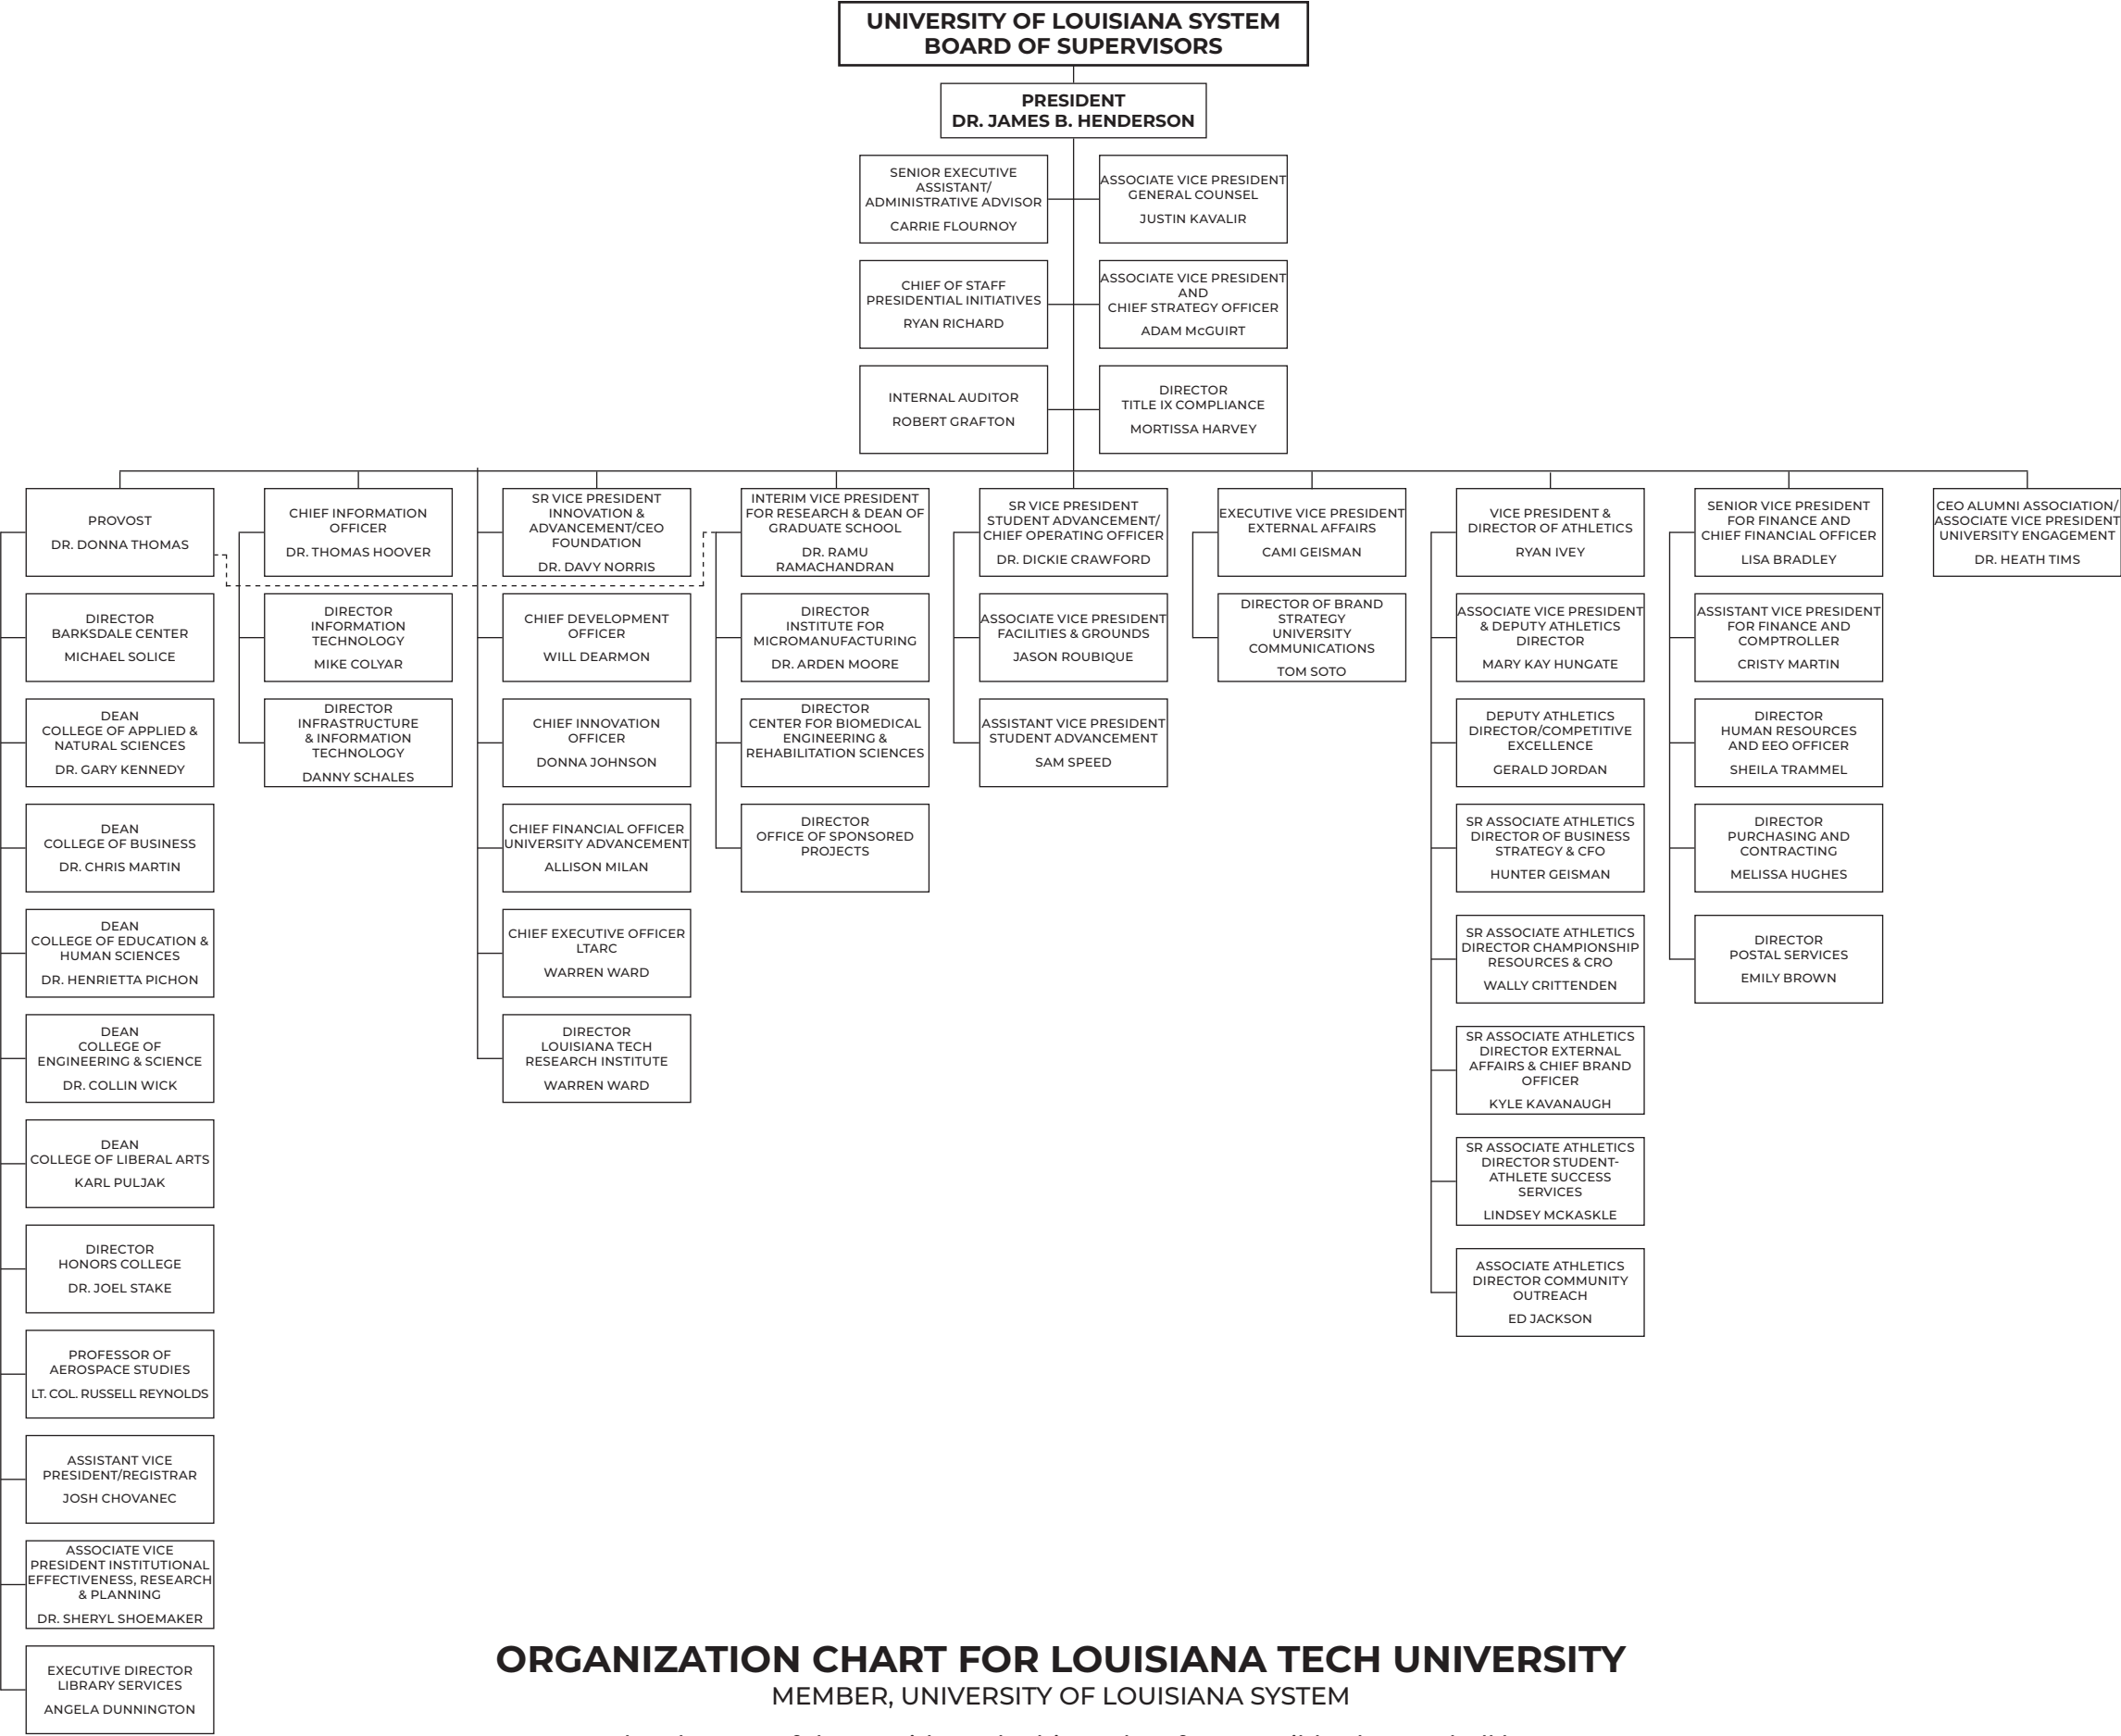 UNIVERSITY OF LOUISIANA SYSTEM
BOARD OF SUPERVISORS
PRESIDENT
DR. JAMES B. HENDERSON
SENIOR EXECUTIVE
ASSISTANT/
ADMINISTRATIVE ADVISOR
CARRIE FLOURNOY
ASSOCIATE VICE PRESIDENT
GENERAL COUNSEL
JUSTIN KAVALIR
CHIEF OF STAFF
PRESIDENTIAL INITIATIVES
RYAN RICHARD
ASSOCIATE VICE PRESIDENT
AND
CHIEF STRATEGY OFFICER
ADAM McGUIRT
INTERNAL AUDITOR
ROBERT GRAFTON
DIRECTOR
TITLE IX COMPLIANCE
MORTISSA HARVEY
PROVOST
DR. DONNA THOMAS
DIRECTOR
BARKSDALE CENTER
MICHAEL SOLICE
DEAN
COLLEGE OF APPLIED &
NATURAL SCIENCES
DR. GARY KENNEDY
DEAN
COLLEGE OF BUSINESS
DR. CHRIS MARTIN
DEAN
COLLEGE OF EDUCATION &
HUMAN SCIENCES
DR. HENRIETTA PICHON
DEAN
COLLEGE OF
ENGINEERING & SCIENCE
DR. COLLIN WICK
DEAN
COLLEGE OF LIBERAL ARTS
KARL PULJAK
DIRECTOR
HONORS COLLEGE
DR. JOEL STAKE
PROFESSOR OF
AEROSPACE STUDIES
LT. COL. RUSSELL REYNOLDS
ASSISTANT VICE
PRESIDENT/REGISTRAR
JOSH CHOVANEC
ASSOCIATE VICE
PRESIDENT INSTITUTIONAL
EFFECTIVENESS, RESEARCH
& PLANNING
DR. SHERYL SHOEMAKER
EXECUTIVE DIRECTOR
LIBRARY SERVICES
ANGELA DUNNINGTON
CHIEF INFORMATION
OFFICER
DR. THOMAS HOOVER
DIRECTOR
INFORMATION
TECHNOLOGY
MIKE COLYAR
DIRECTOR
INFRASTRUCTURE
& INFORMATION
TECHNOLOGY
DANNY SCHALES
SR VICE PRESIDENT
INNOVATION &
ADVANCEMENT/CEO
FOUNDATION
DR. DAVY NORRIS
CHIEF DEVELOPMENT
OFFICER
WILL DEARMON
CHIEF INNOVATION
OFFICER
DONNA JOHNSON
CHIEF FINANCIAL OFFICER
UNIVERSITY ADVANCEMENT
ALLISON MILAN
CHIEF EXECUTIVE OFFICER
LTARC
WARREN WARD
DIRECTOR
LOUISIANA TECH
RESEARCH INSTITUTE
WARREN WARD
INTERIM VICE PRESIDENT
FOR RESEARCH & DEAN OF
GRADUATE SCHOOL
DR. RAMU
RAMACHANDRAN
DIRECTOR
INSTITUTE FOR
MICROMANUFACTURING
DR. ARDEN MOORE
DIRECTOR
CENTER FOR BIOMEDICAL
ENGINEERING &
REHABILITATION SCIENCES
DIRECTOR
OFFICE OF SPONSORED
PROJECTS
SR VICE PRESIDENT
STUDENT ADVANCEMENT/
CHIEF OPERATING OFFICER
DR. DICKIE CRAWFORD
ASSOCIATE VICE PRESIDENT
FACILITIES & GROUNDS
JASON ROUBIQUE
ASSISTANT VICE PRESIDENT
STUDENT ADVANCEMENT
SAM SPEED
EXECUTIVE VICE PRESIDENT
EXTERNAL AFFAIRS
CAMI GEISMAN
DIRECTOR OF BRAND
STRATEGY
UNIVERSITY
COMMUNICATIONS
TOM SOTO
VICE PRESIDENT &
DIRECTOR OF ATHLETICS
RYAN IVEY
ASSOCIATE VICE PRESIDENT
& DEPUTY ATHLETICS
DIRECTOR
MARY KAY HUNGATE
DEPUTY ATHLETICS
DIRECTOR/COMPETITIVE
EXCELLENCE
GERALD JORDAN
SR ASSOCIATE ATHLETICS
DIRECTOR OF BUSINESS
STRATEGY & CFO
HUNTER GEISMAN
SR ASSOCIATE ATHLETICS
DIRECTOR CHAMPIONSHIP
RESOURCES & CRO
WALLY CRITTENDEN
SR ASSOCIATE ATHLETICS
DIRECTOR EXTERNAL
AFFAIRS & CHIEF BRAND
OFFICER
KYLE KAVANAUGH
SR ASSOCIATE ATHLETICS
DIRECTOR STUDENT-
ATHLETE SUCCESS
SERVICES
LINDSEY MCKASKLE
ASSOCIATE ATHLETICS
DIRECTOR COMMUNITY
OUTREACH
ED JACKSON
SENIOR VICE PRESIDENT
FOR FINANCE AND
CHIEF FINANCIAL OFFICER
LISA BRADLEY
ASSISTANT VICE PRESIDENT
FOR FINANCE AND
COMPTROLLER
CRISTY MARTIN
DIRECTOR
HUMAN RESOURCES
AND EEO OFFICER
SHEILA TRAMMEL
DIRECTOR
PURCHASING AND
CONTRACTING
MELISSA HUGHES
DIRECTOR
POSTAL SERVICES
EMILY BROWN
CEO ALUMNI ASSOCIATION/
ASSOCIATE VICE PRESIDENT
UNIVERSITY ENGAGEMENT
DR. HEATH TIMS
ORGANIZATION CHART FOR LOUISIANA TECH UNIVERSITY
MEMBER, UNIVERSITY OF LOUISIANA SYSTEM